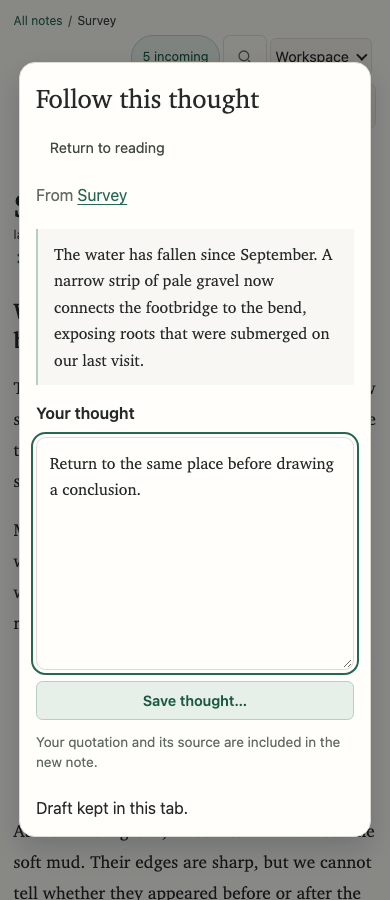 All notes / Survey
5 incoming
Workspace
Follow this thought
Return to reading
From Survey
The water has fallen since September. A
narrow strip of pale gravel now
connects the footbridge to the bend,
exposing roots that were submerged on
our last visit.
Your thought
Return to the same place before drawing
a conclusion.
Save thought...
Your quotation and its source are included in the
new note.
Draft kept in this tab.
soft mud. Their edges are sharp, but we cannot
tell whether they appeared before or after the